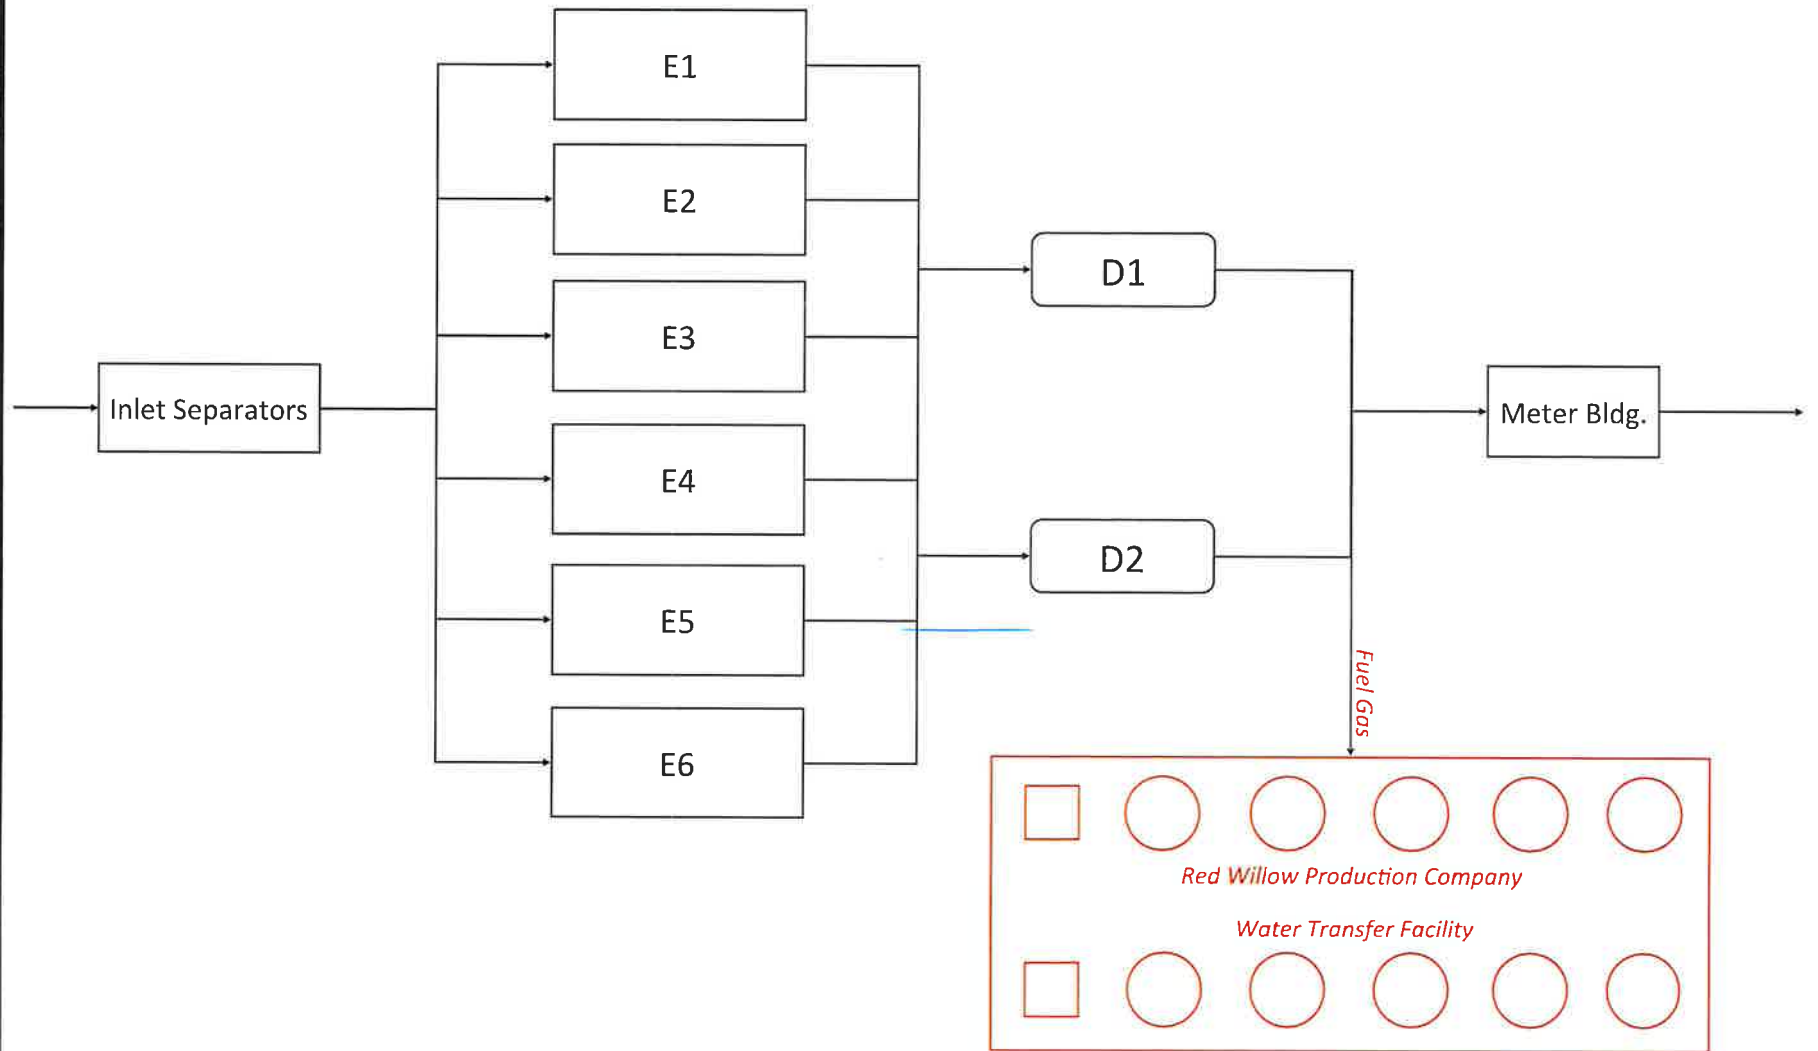 E1
E2
E3
E4
E5
E6
Inlet Separators
D1
D2
Meter Bldg.
Fuel Gas
Red Willow Production Company
Water Transfer Facility